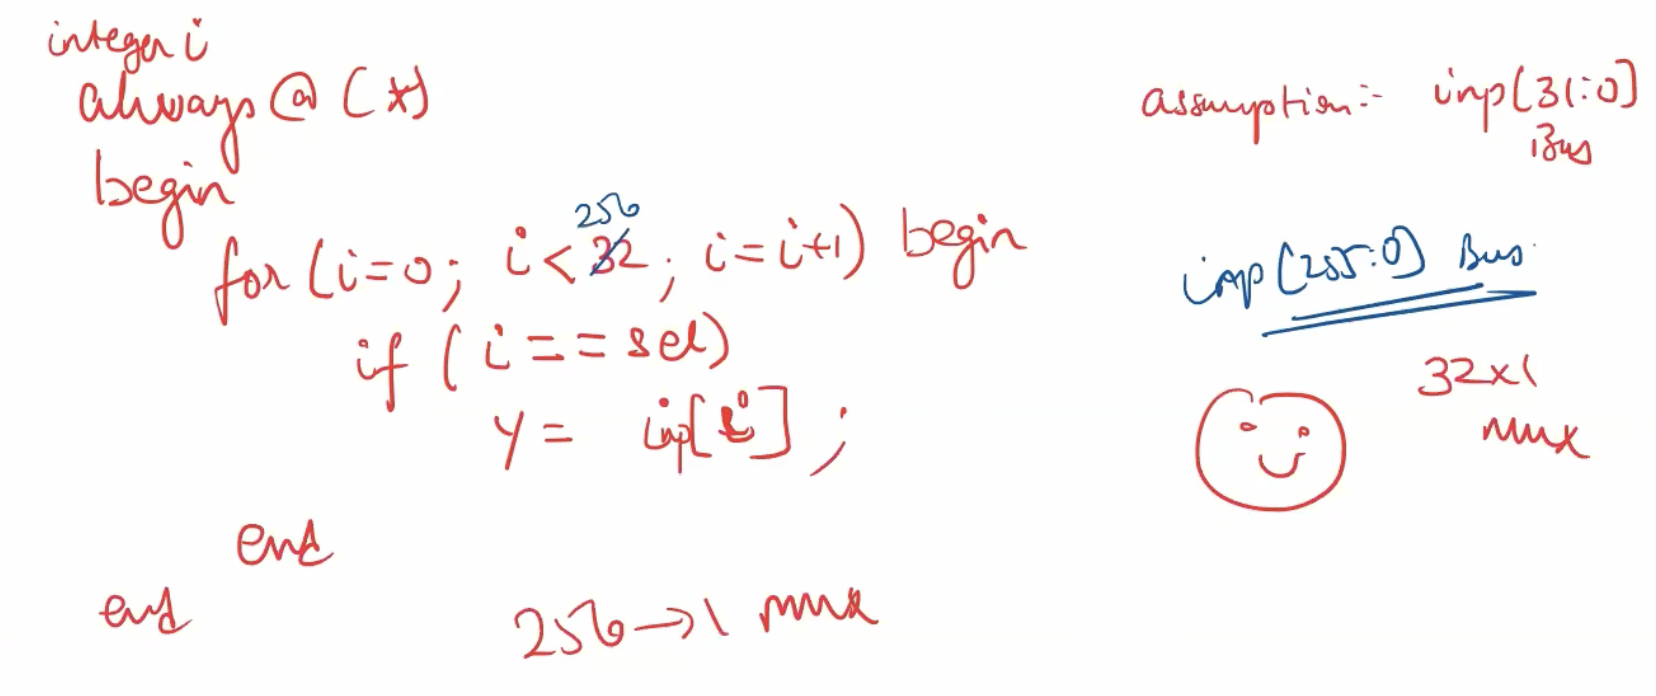 integer i
always @ (*)
begin
for (i=0; i<32; i=i+1) begin
256
if (i==sel)
y = inp[i];
end
end
256→1 mux
assumption:- inp[31:0]
Bus
inp[255:0] Bus
32x1
mux